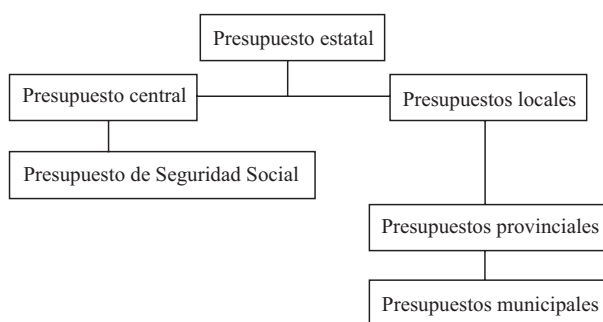 Presupuesto estatal
Presupuesto central
Presupuestos locales
Presupuesto de Seguridad Social
Presupuestos provinciales
Presupuestos municipales